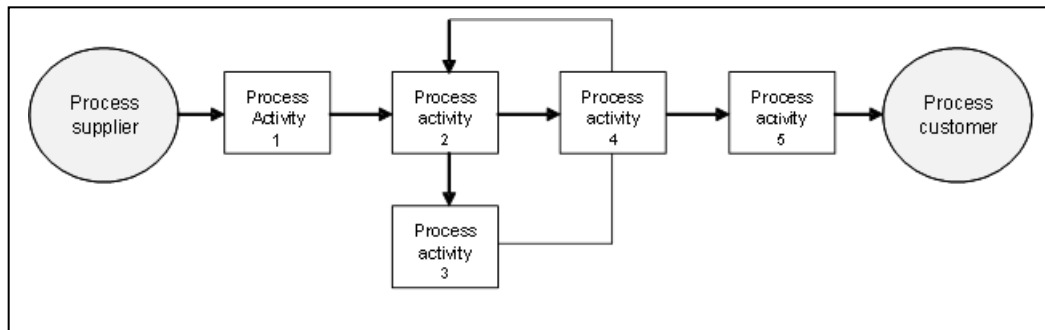 Process
supplier
Process
Activity
1
Process
activity
2
Process
activity
3
Process
activity
4
Process
activity
5
Process
customer